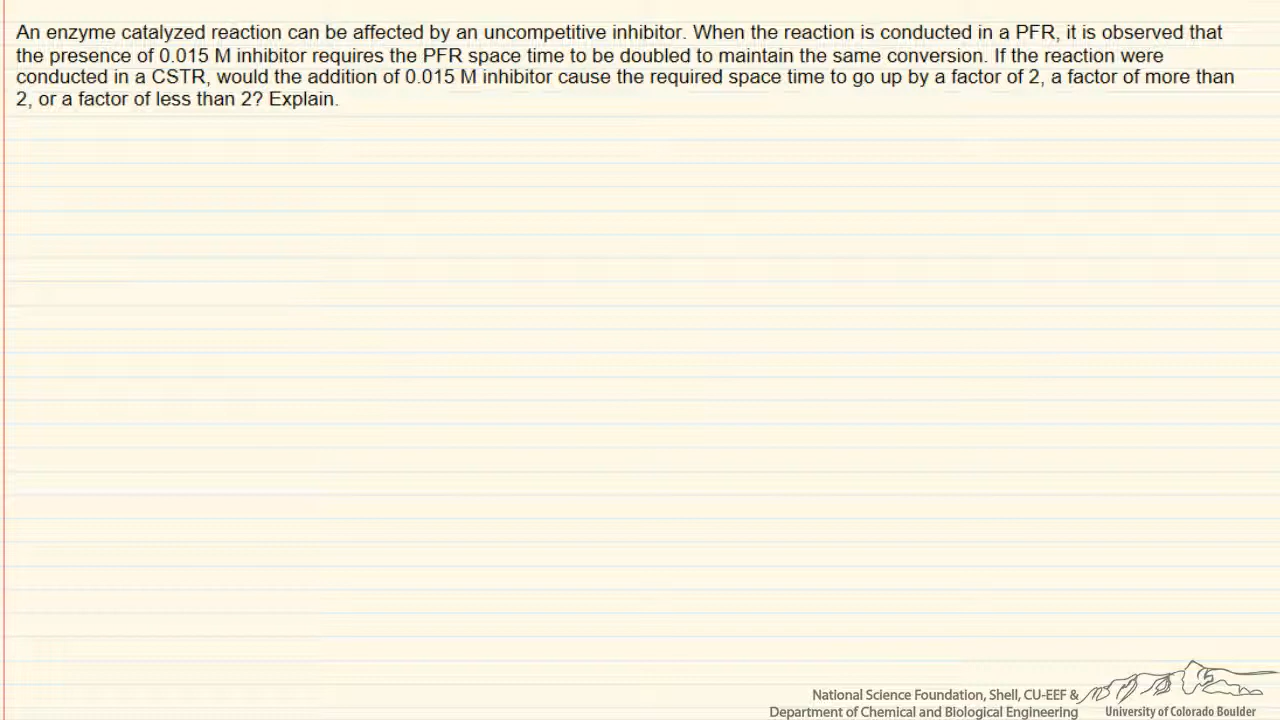 An enzyme catalyzed reaction can be affected by an uncompetitive inhibitor. When the reaction is conducted in a PFR, it is observed that
the presence of 0.015 M inhibitor requires the PFR space time to be doubled to maintain the same conversion. If the reaction were
conducted in a CSTR, would the addition of 0.015 M inhibitor cause the required space time to go up by a factor of 2, a factor of more than
2, or a factor of less than 2? Explain.
National Science Foundation, Shell, CU-EEF &
Department of Chemical and Biological Engineering
University of Colorado Boulder